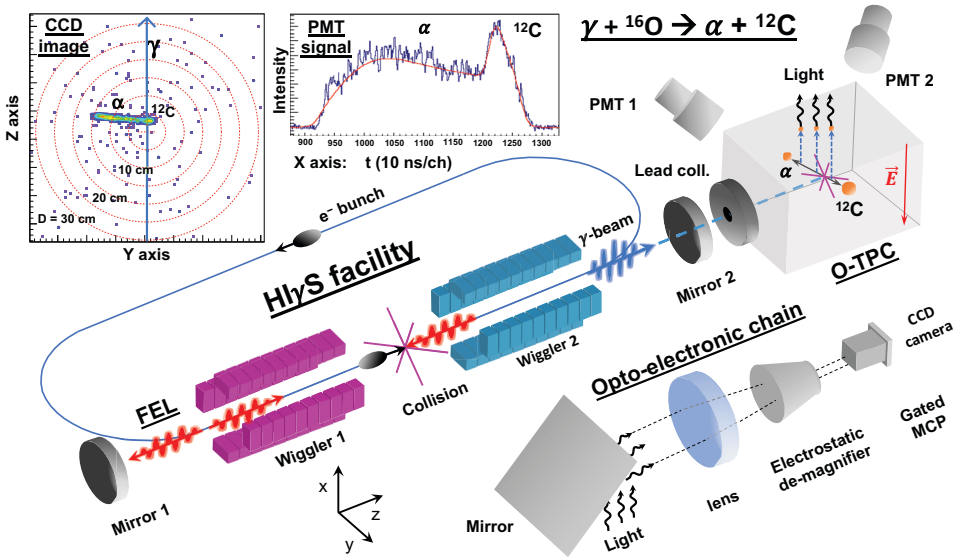 CCD
image
γ
Z axis
α
¹²C
10 cm
20 cm
D = 30 cm
Y axis
PMT
signal
α
¹²C
Intensity
900 950 1000 1050 1100 1150 1200 1250 1300
X axis: t (10 ns/ch)
γ + ¹⁶O → α + ¹²C
PMT 1
Light
PMT 2
Lead coll.
α
¹²C
E
O-TPC
e⁻ bunch
γ-beam
Mirror 2
HIγS facility
Wiggler 2
Collision
FEL
Wiggler 1
Mirror 1
x
z
y
Opto-electronic chain
CCD
camera
Gated
MCP
Electrostatic
de-magnifier
lens
Mirror
Light